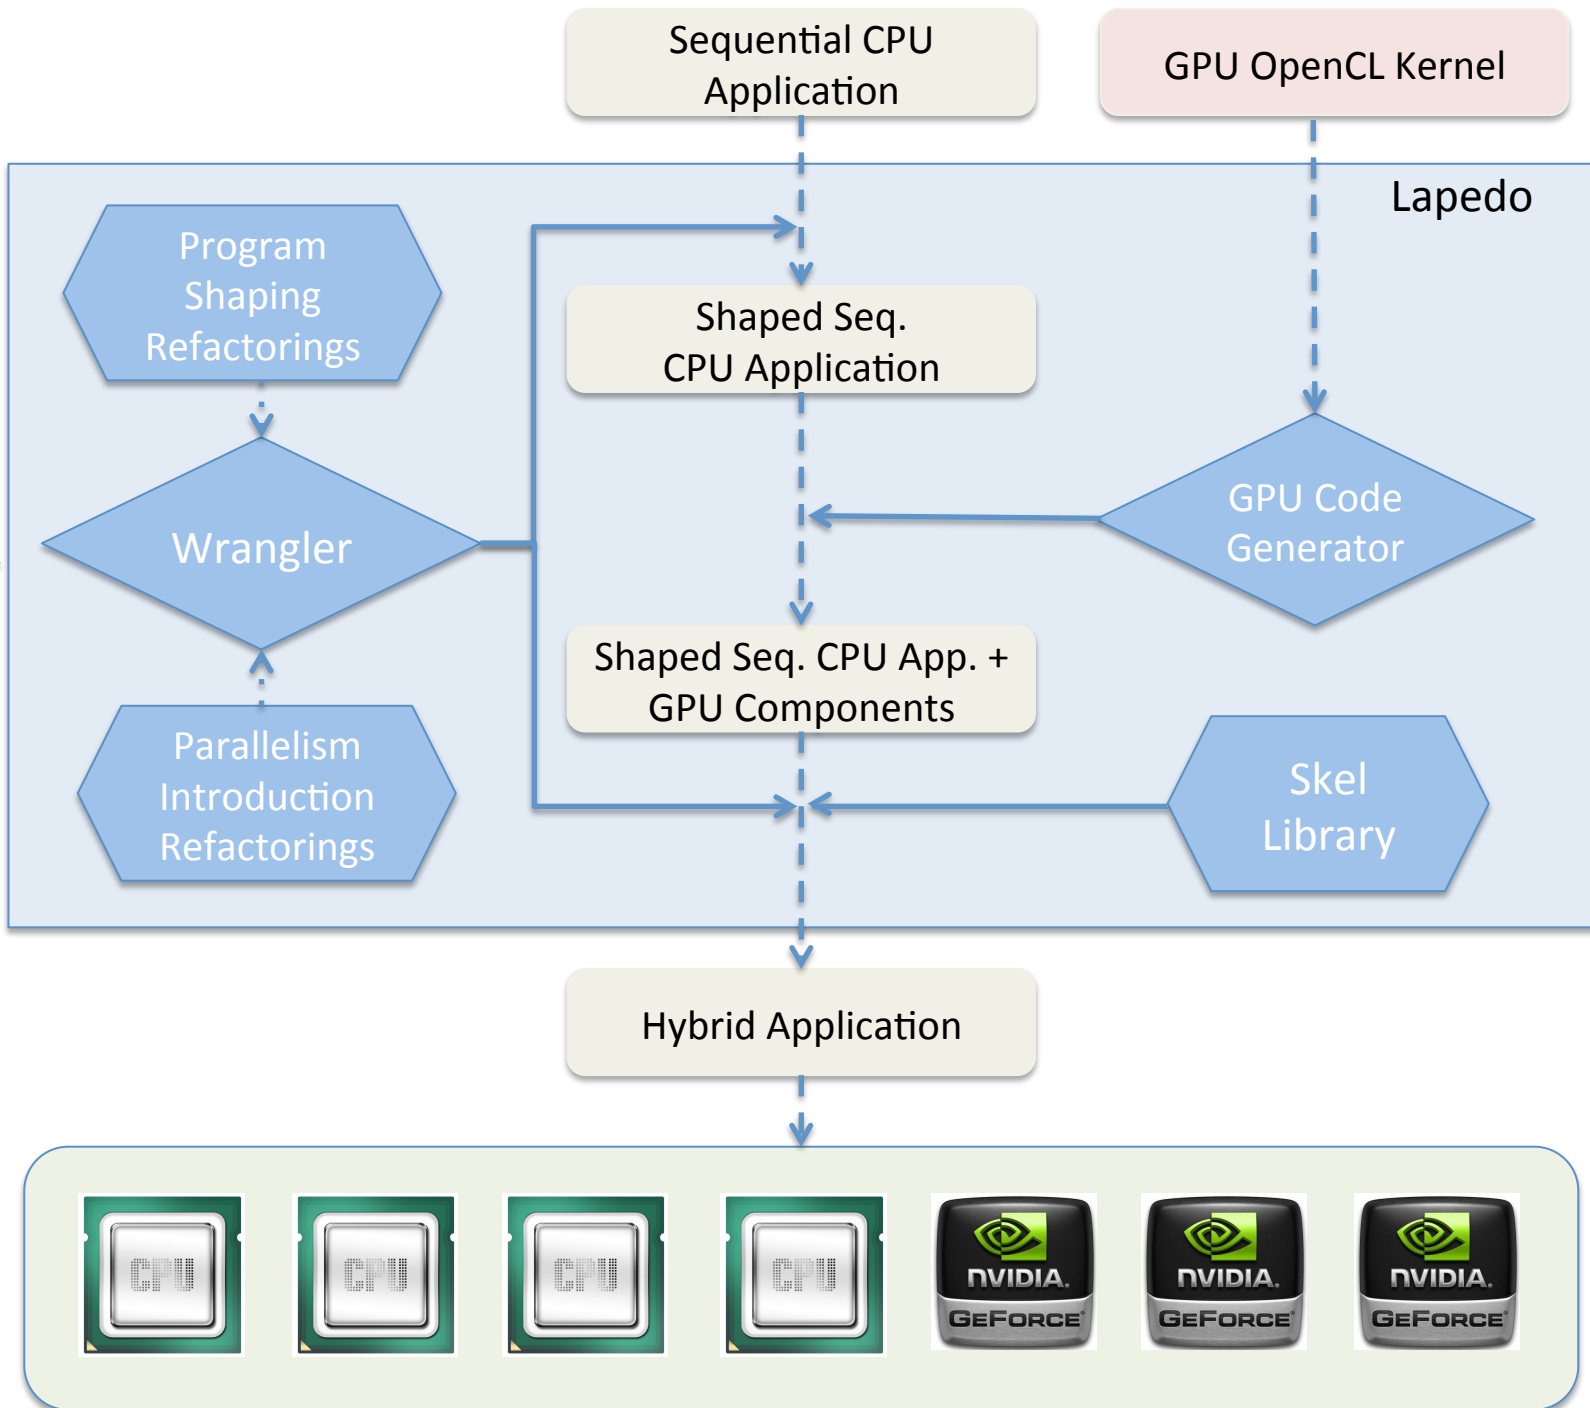 Sequential CPU
Application
GPU OpenCL Kernel
Lapedo
Program
Shaping
Refactorings
Shaped Seq.
CPU Application
Wrangler
GPU Code
Generator
Shaped Seq. CPU App. +
GPU Components
Parallelism
Introduction
Refactorings
Skel
Library
Hybrid Application
CPU
CPU
CPU
CPU
NVIDIA.
GEFORCE
NVIDIA.
GEFORCE
NVIDIA.
GEFORCE